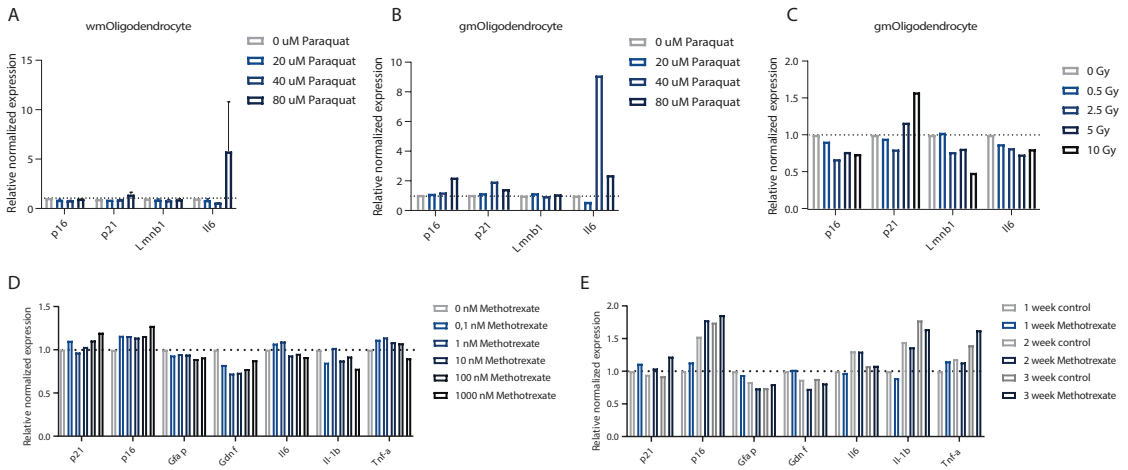 A
wmOligodendrocyte
Relative normalized expression
15
10
5
0
p16
p21
Lmnb1
Il6
0 uM Paraquat
20 uM Paraquat
40 uM Paraquat
80 uM Paraquat
B
gmOligodendrocyte
Relative normalized expression
10
8
6
4
2
0
p16
p21
Lmnb1
Il6
0 uM Paraquat
20 uM Paraquat
40 uM Paraquat
80 uM Paraquat
C
gmOligodendrocyte
Relative normalized expression
2.0
1.5
1.0
0.5
0.0
p16
p21
Lmnb1
Il6
0 Gy
0.5 Gy
2.5 Gy
5 Gy
10 Gy
D
Relative normalized expression
1.5
1.0
0.5
0.0
p21
p16
Gfap
Gdnf
Il6
Il-1b
Tnf-a
0 nM Methotrexate
0,1 nM Methotrexate
1 nM Methotrexate
10 nM Methotrexate
100 nM Methotrexate
1000 nM Methotrexate
E
Relative normalized expression
2.0
1.5
1.0
0.5
0.0
p21
p16
Gfap
Gdnf
Il6
Il-1b
Tnf-a
1 week control
1 week Methotrexate
2 week control
2 week Methotrexate
3 week control
3 week Methotrexate